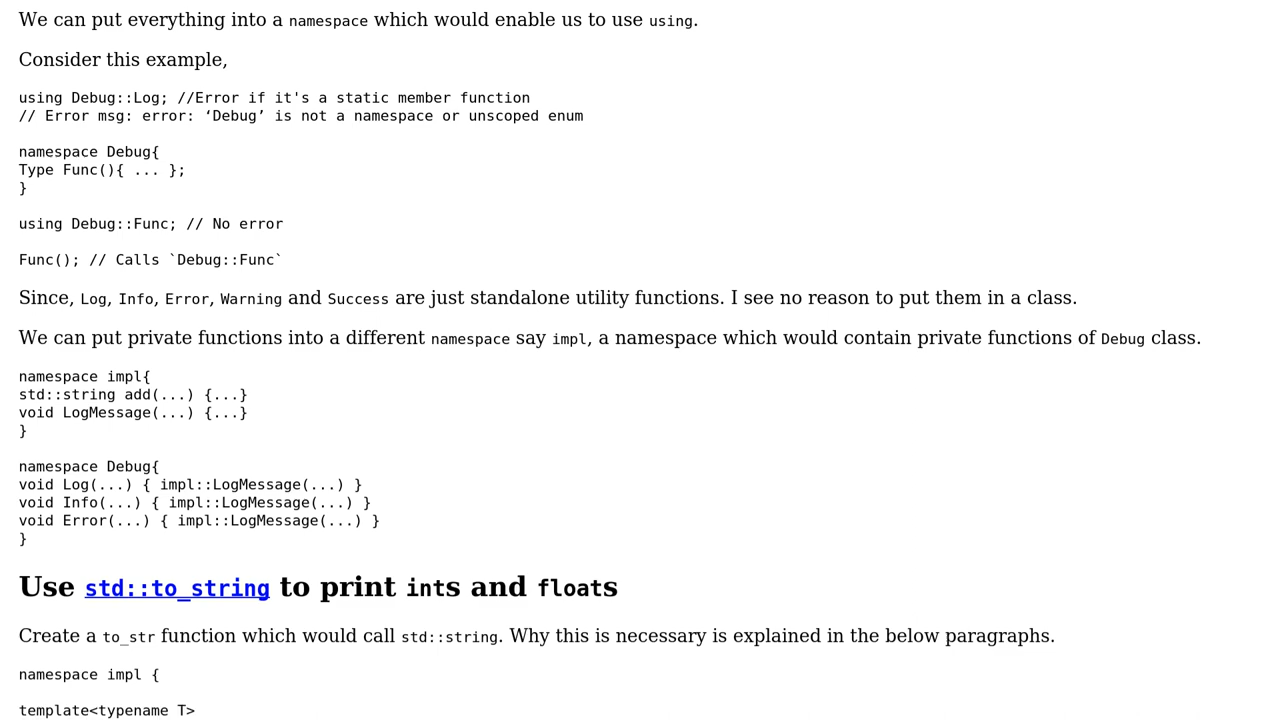 We can put everything into a namespace which would enable us to use using.
Consider this example,
using Debug::Log; //Error if it's a static member function
// Error msg: error: ‘Debug’ is not a namespace or unscoped enum
namespace Debug{
Type Func(){ ... };
}
using Debug::Func; // No error
Func(); // Calls `Debug::Func`
Since, Log, Info, Error, Warning and Success are just standalone utility functions. I see no reason to put them in a class.
We can put private functions into a different namespace say impl, a namespace which would contain private functions of Debug class.
namespace impl{
std::string add(...) {...}
void LogMessage(...) {...}
}
namespace Debug{
void Log(...) { impl::LogMessage(...) }
void Info(...) { impl::LogMessage(...) }
void Error(...) { impl::LogMessage(...) }
}
Use std::to_string to print ints and floats
Create a to_str function which would call std::string. Why this is necessary is explained in the below paragraphs.
namespace impl {
template<typename T>